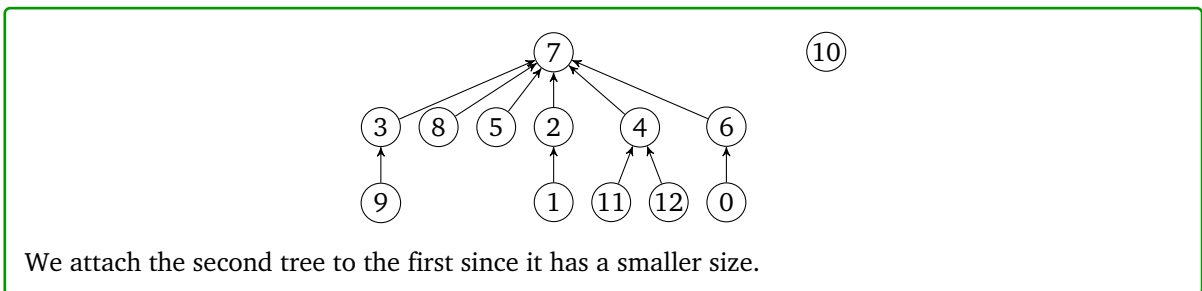 7 10
3 8 5 2 4 6
9 1 11 12 0
We attach the second tree to the first since it has a smaller size.